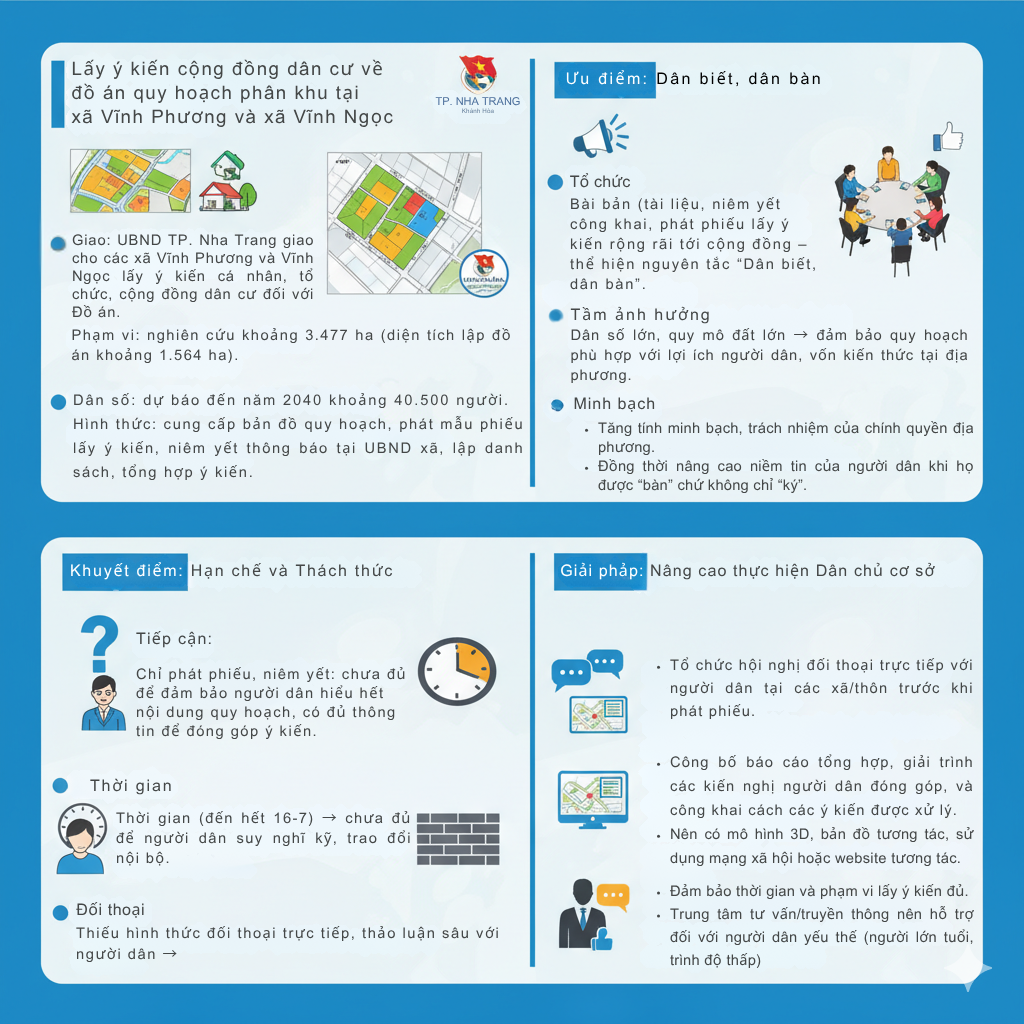 Lấy ý kiến cộng đồng dân cư về
đồ án quy hoạch phân khu tại
xã Vĩnh Phương và xã Vĩnh Ngọc
TP. NHA TRANG
Khánh Hòa
Giao: UBND TP. Nha Trang giao
cho các xã Vĩnh Phương và Vĩnh
Ngọc lấy ý kiến cá nhân, tổ
chức, cộng đồng dân cư đối với
Đồ án.
Phạm vi: nghiên cứu khoảng 3.477 ha (diện tích lập đồ
án khoảng 1.564 ha).
Dân số: dự báo đến năm 2040 khoảng 40.500 người.
Hình thức: cung cấp bản đồ quy hoạch, phát mẫu phiếu
lấy ý kiến, niêm yết thông báo tại UBND xã, lập danh
sách, tổng hợp ý kiến.
Ưu điểm: Dân biết, dân bàn
Tổ chức
Bài bản (tài liệu, niêm yết
công khai, phát phiếu lấy ý
kiến rộng rãi tới cộng đồng –
thể hiện nguyên tắc “Dân biết,
dân bàn”.
Tầm ảnh hưởng
Dân số lớn, quy mô đất lớn → đảm bảo quy hoạch
phù hợp với lợi ích người dân, vốn kiến thức tại địa
phương.
Minh bạch
• Tăng tính minh bạch, trách nhiệm của chính quyền địa
phương.
• Đồng thời nâng cao niềm tin của người dân khi họ
được “bàn” chứ không chỉ “ký”.
Khuyết điểm: Hạn chế và Thách thức
Tiếp cận:
Chỉ phát phiếu, niêm yết: chưa đủ
để đảm bảo người dân hiểu hết
nội dung quy hoạch, có đủ thông
tin để đóng góp ý kiến.
Thời gian
Thời gian (đến hết 16-7) → chưa đủ
để người dân suy nghĩ kỹ, trao đổi
nội bộ.
Đối thoại
Thiếu hình thức đối thoại trực tiếp, thảo luận sâu với
người dân →
Giải pháp: Nâng cao thực hiện Dân chủ cơ sở
• Tổ chức hội nghị đối thoại trực tiếp với
người dân tại các xã/thôn trước khi
phát phiếu.
• Công bố báo cáo tổng hợp, giải trình
các kiến nghị người dân đóng góp, và
công khai cách các ý kiến được xử lý.
• Nên có mô hình 3D, bản đồ tương tác, sử
dụng mạng xã hội hoặc website tương tác.
• Đảm bảo thời gian và phạm vi lấy ý kiến đủ.
• Trung tâm tư vấn/truyền thông nên hỗ trợ
đối với người dân yếu thế (người lớn tuổi,
trình độ thấp)